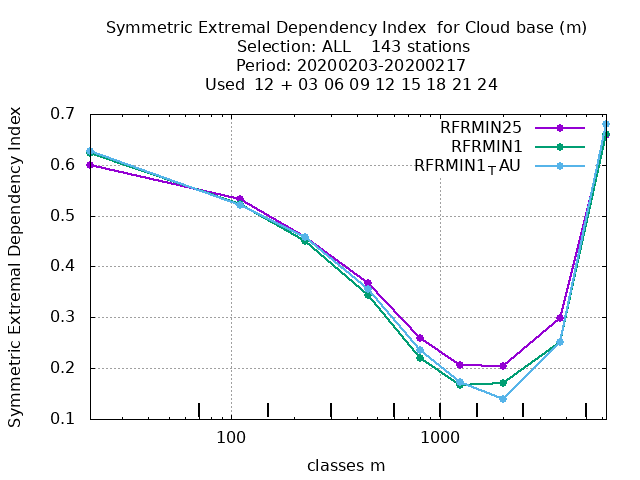 Symmetric Extremal Dependency Index  for Cloud base (m)
Selection: ALL    143 stations
Period: 20200203-20200217
Used  12 + 03 06 09 12 15 18 21 24
Symmetric Extremal Dependency Index
0.7
0.6
0.5
0.4
0.3
0.2
0.1
RFRMIN25
RFRMIN1
RFRMIN1TAU
100
1000
classes m